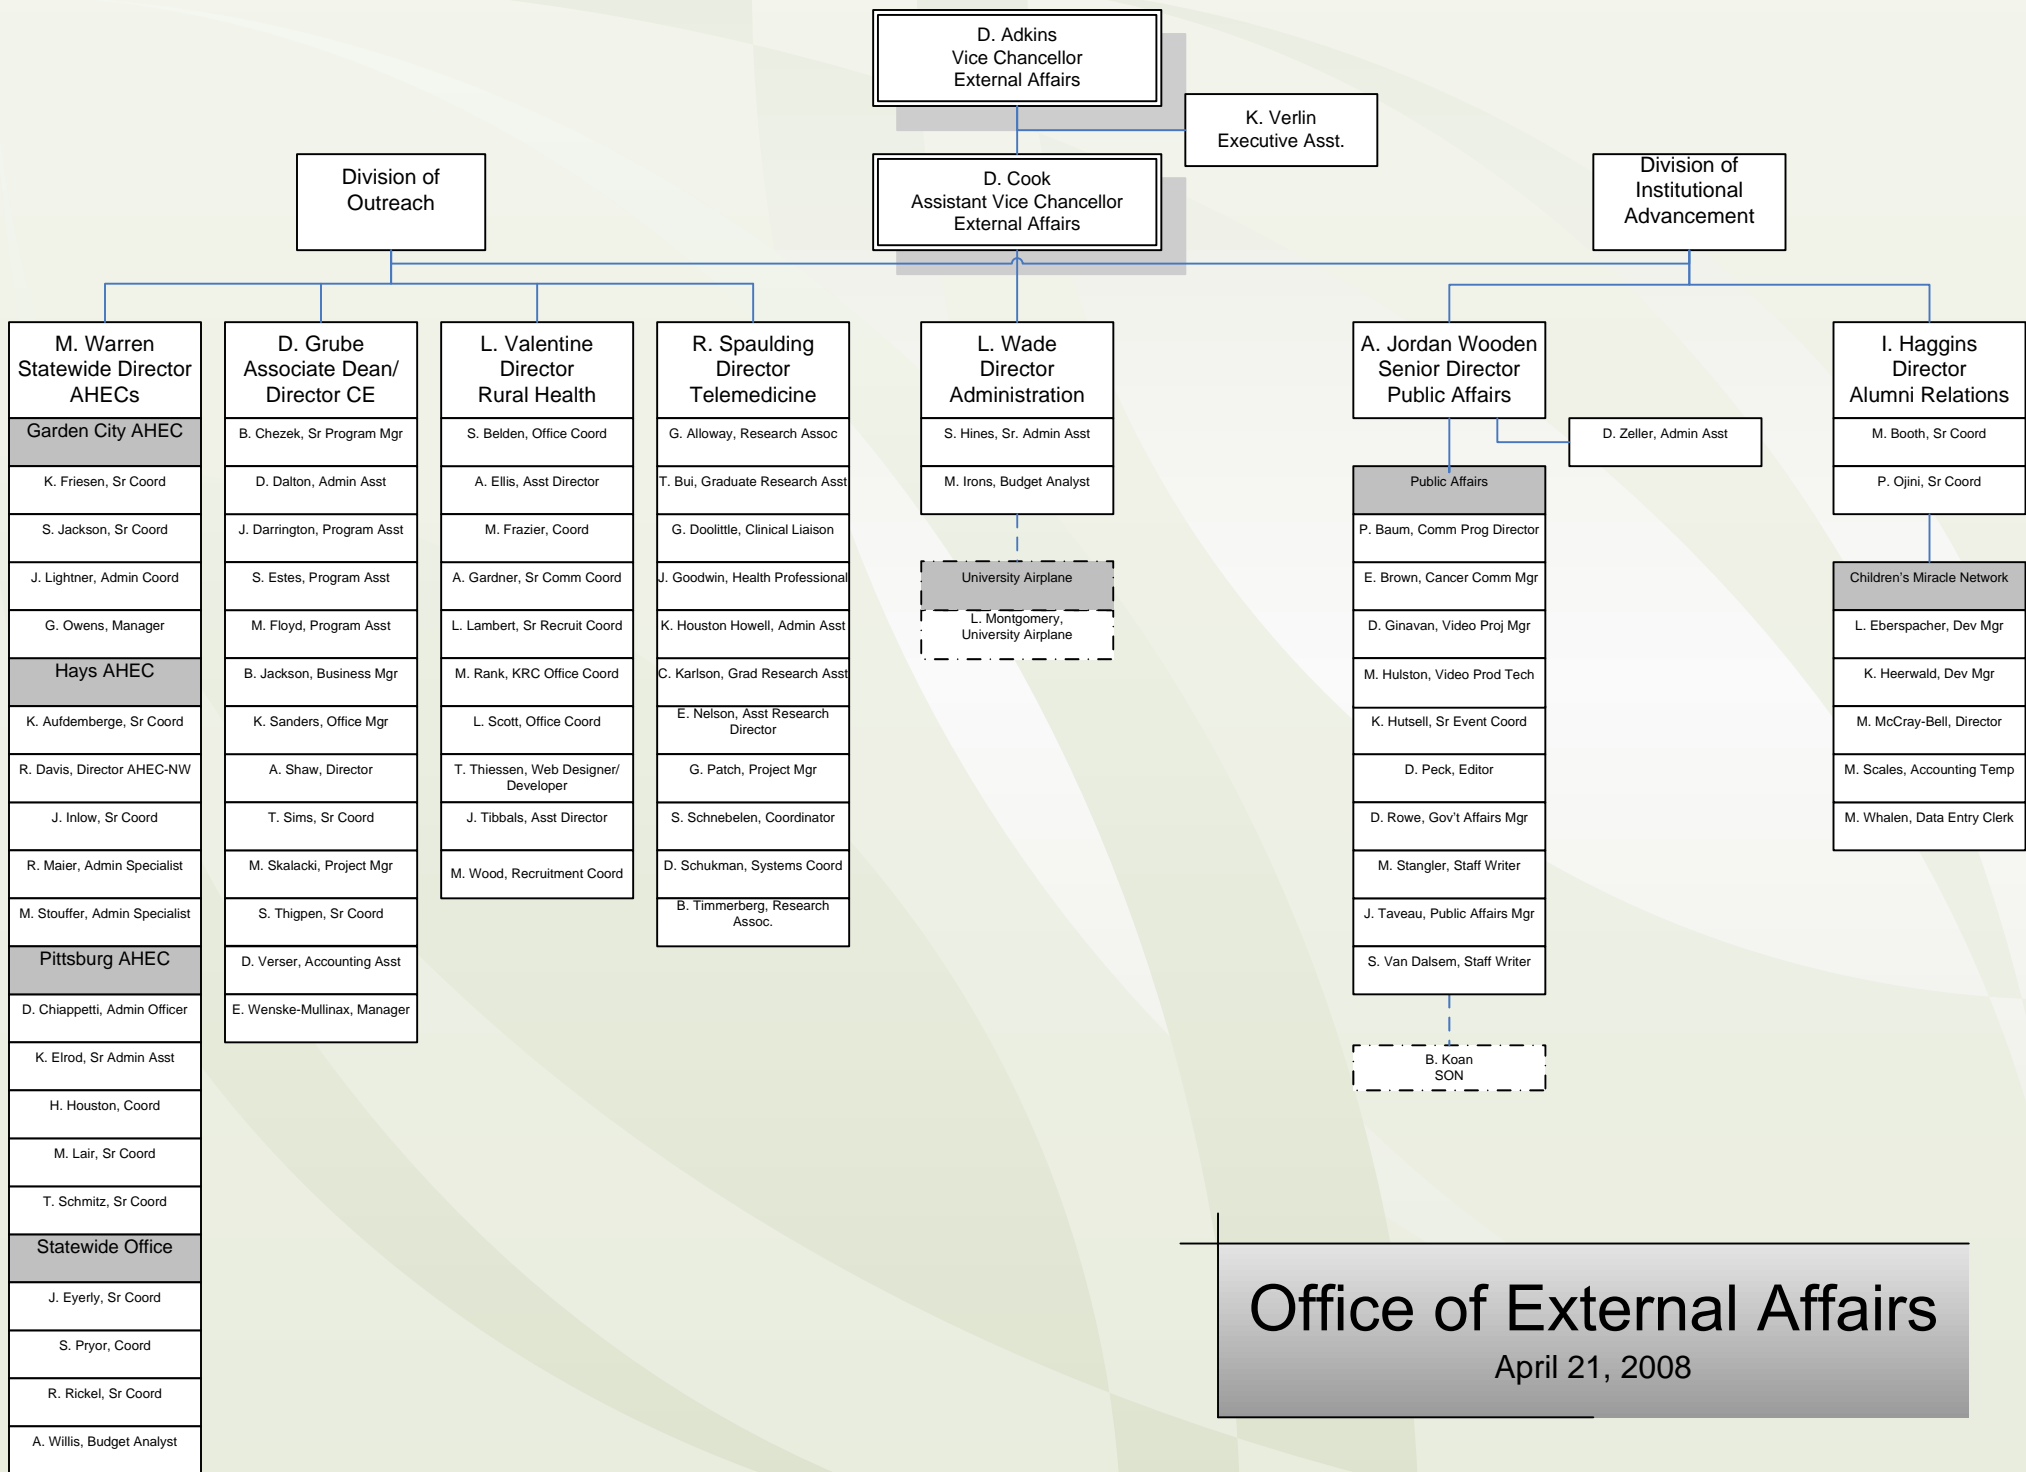 D. Adkins
Vice Chancellor
External Affairs
K. Verlin
Executive Asst.
Division of
Outreach
D. Cook
Assistant Vice Chancellor
External Affairs
Division of
Institutional
Advancement
M. Warren
Statewide Director
AHECs
Garden City AHEC
K. Friesen, Sr Coord
S. Jackson, Sr Coord
J. Lightner, Admin Coord
G. Owens, Manager
Hays AHEC
K. Aufdemberge, Sr Coord
R. Davis, Director AHEC-NW
J. Inlow, Sr Coord
R. Maier, Admin Specialist
M. Stouffer, Admin Specialist
Pittsburg AHEC
D. Chiappetti, Admin Officer
K. Elrod, Sr Admin Asst
H. Houston, Coord
M. Lair, Sr Coord
T. Schmitz, Sr Coord
Statewide Office
J. Eyerly, Sr Coord
S. Pryor, Coord
R. Rickel, Sr Coord
A. Willis, Budget Analyst
D. Grube
Associate Dean/
Director CE
B. Chezek, Sr Program Mgr
D. Dalton, Admin Asst
J. Darrington, Program Asst
S. Estes, Program Asst
M. Floyd, Program Asst
B. Jackson, Business Mgr
K. Sanders, Office Mgr
A. Shaw, Director
T. Sims, Sr Coord
M. Skalacki, Project Mgr
S. Thigpen, Sr Coord
D. Verser, Accounting Asst
E. Wenske-Mullinax, Manager
L. Valentine
Director
Rural Health
S. Belden, Office Coord
A. Ellis, Asst Director
M. Frazier, Coord
A. Gardner, Sr Comm Coord
L. Lambert, Sr Recruit Coord
M. Rank, KRC Office Coord
L. Scott, Office Coord
T. Thiessen, Web Designer/
Developer
J. Tibbals, Asst Director
M. Wood, Recruitment Coord
R. Spaulding
Director
Telemedicine
G. Alloway, Research Assoc
T. Bui, Graduate Research Asst
G. Doolittle, Clinical Liaison
J. Goodwin, Health Professional
K. Houston Howell, Admin Asst
C. Karlson, Grad Research Asst
E. Nelson, Asst Research
Director
G. Patch, Project Mgr
S. Schnebelen, Coordinator
D. Schukman, Systems Coord
B. Timmerberg, Research
Assoc.
L. Wade
Director
Administration
S. Hines, Sr. Admin Asst
M. Irons, Budget Analyst
University Airplane
L. Montgomery,
University Airplane
A. Jordan Wooden
Senior Director
Public Affairs
D. Zeller, Admin Asst
Public Affairs
P. Baum, Comm Prog Director
E. Brown, Cancer Comm Mgr
D. Ginavan, Video Proj Mgr
M. Hulston, Video Prod Tech
K. Hutsell, Sr Event Coord
D. Peck, Editor
D. Rowe, Gov't Affairs Mgr
M. Stangler, Staff Writer
J. Taveau, Public Affairs Mgr
S. Van Dalsem, Staff Writer
B. Koan
SON
I. Haggins
Director
Alumni Relations
M. Booth, Sr Coord
P. Ojini, Sr Coord
Children's Miracle Network
L. Eberspacher, Dev Mgr
K. Heerwald, Dev Mgr
M. McCray-Bell, Director
M. Scales, Accounting Temp
M. Whalen, Data Entry Clerk
Office of External Affairs
April 21, 2008